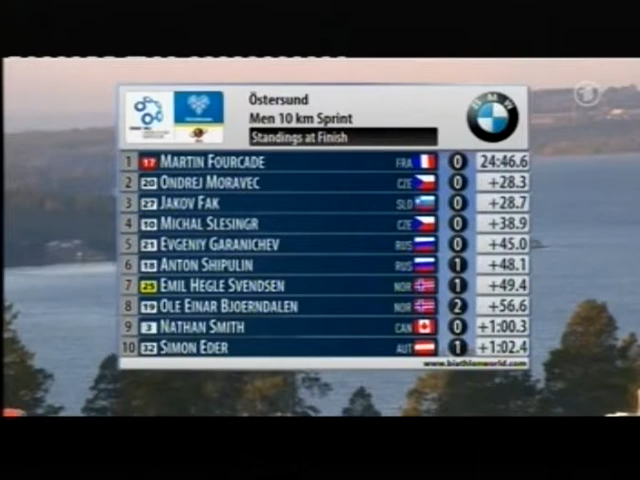 Östersund
Men 10 km Sprint
Standings at Finish
BMW
1 17 MARTIN FOURCADE FRA 0 24:46.6
2 20 ONDREJ MORAVEC CZE 0 +28.3
3 27 JAKOV FAK SLO 0 +28.7
4 10 MICHAL SLESINGR CZE 0 +38.9
5 21 EVGENIY GARANICHEV RUS 0 +45.0
6 18 ANTON SHIPULIN RUS 1 +48.1
7 25 EMIL HEGLE SVENDSEN NOR 1 +49.4
8 19 OLE EINAR BJOERNDALEN NOR 2 +56.6
9 3 NATHAN SMITH CAN 0 +1:00.3
10 32 SIMON EDER AUT 1 +1:02.4
www.biathlonworld.com